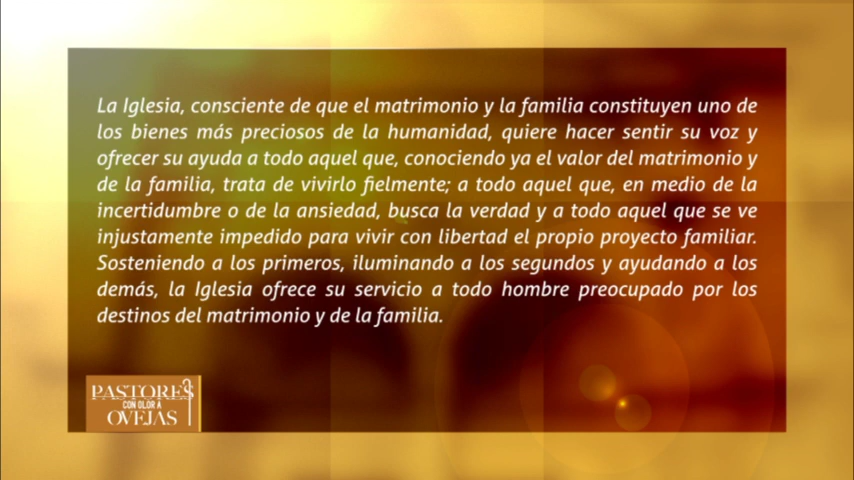 La Iglesia, consciente de que el matrimonio y la familia constituyen uno de
los bienes más preciosos de la humanidad, quiere hacer sentir su voz y
ofrecer su ayuda a todo aquel que, conociendo ya el valor del matrimonio y
de la familia, trata de vivirlo fielmente; a todo aquel que, en medio de la
incertidumbre o de la ansiedad, busca la verdad y a todo aquel que se ve
injustamente impedido para vivir con libertad el propio proyecto familiar.
Sosteniendo a los primeros, iluminando a los segundos y ayudando a los
demás, la Iglesia ofrece su servicio a todo hombre preocupado por los
destinos del matrimonio y de la familia.
PASTORES
CON OLOR A
OVEJAS